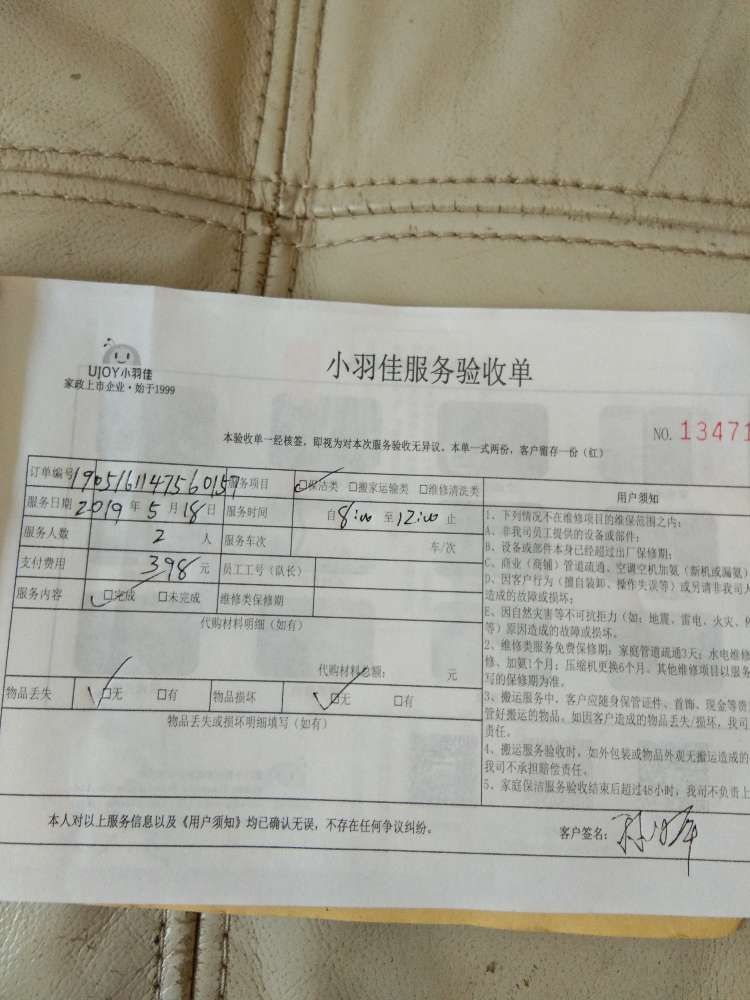 UJOY小羽佳
家政上市企业·始于1999
小羽佳服务验收单
NO. 13471
本验收单一经核签，即视为对本次服务验收无异议。本单一式两份，客户留存一份（红）
订单编号 1905161147560157 服务项目 □保洁类 □搬家运输类 □维修清洗类
服务日期 2019 年 5 月 18 日 服务时间 自 8:00 至 12:00 止
服务人数 2 人 服务车次 车/次
支付费用 398 元 员工工号（队长）
服务内容 □完成 □未完成 维修类保修期
代购材料明细（如有）
代购材料总额： 元
物品丢失 □无 □有 物品损坏 □无 □有
物品丢失或损坏明细填写（如有）
用户须知
1、下列情况不在维修项目的维保范围之内：
A、非我司员工提供的设备或部件；
B、设备或部件本身已经超过出厂保修期；
C、商业（商铺）管道疏通、空调空机加氨（新机或漏氨）
D、因客户行为（擅自装卸、操作失误等）或另请非我司人
造成的故障或损坏；
E、因自然灾害等不可抗拒力（如：地震、雷电、火灾、
等）原因造成的故障或损坏。
2、维修类服务免费保修期：家庭管道疏通3天；水电维修
修、加氨1个月；压缩机更换6个月。其他维修项目以服务
写的保修期为准。
3、搬运服务中，客户应随身保管证件、首饰、现金等贵
管好搬运的物品。如因客户造成的物品丢失/损坏，我司
责任。
4、搬运服务验收时，如外包装或物品外观无搬运造成的
我司不承担赔偿责任。
5、家庭保洁服务验收结束后超过48小时，我司不负责上
本人对以上服务信息以及《用户须知》均已确认无误，不存在任何争议纠纷。
客户签名：